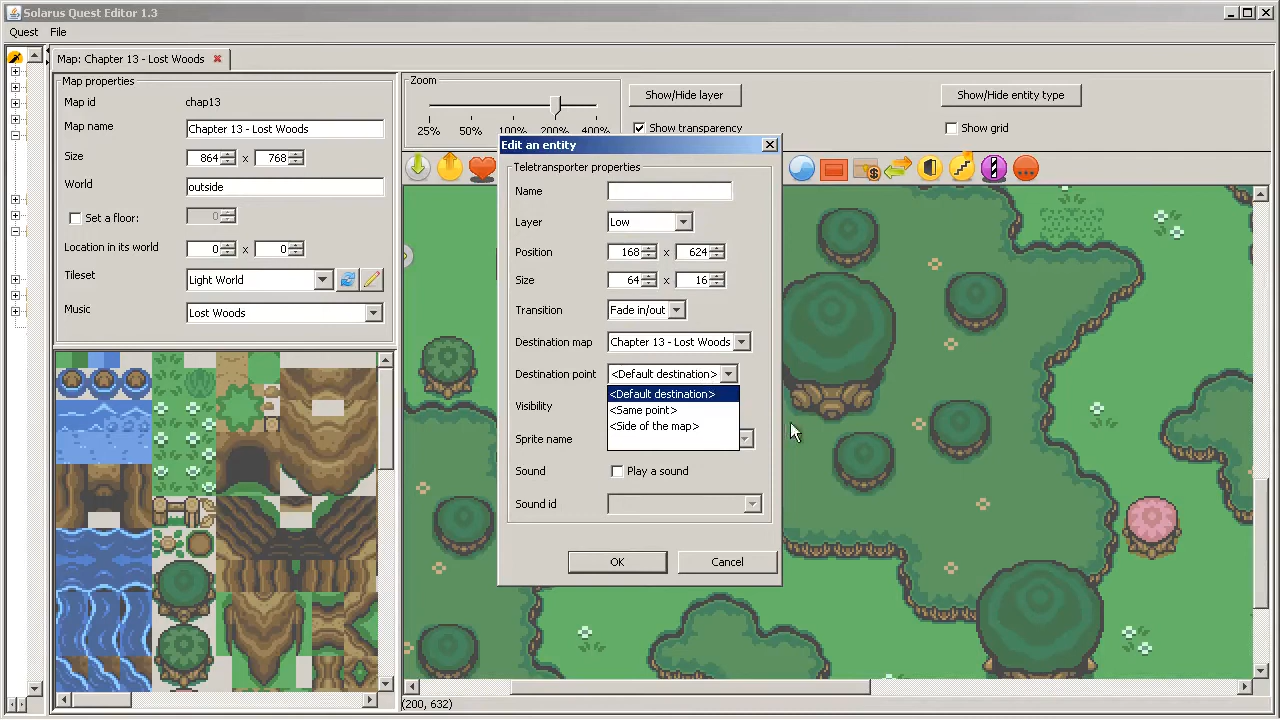 Solarus Quest Editor 1.3
Quest File
Map: Chapter 13 - Lost Woods
Map properties
Map id chap13
Map name Chapter 13 - Lost Woods
Size 864 x 768
World outside
Set a floor: 0
Location in its world 0 x 0
Tileset Light World
Music Lost Woods
Zoom
25% 50% 100% 200% 400%
Show/Hide layer
Show transparency
Show/Hide entity type
Show grid
Edit an entity
Teletransporter properties
Name
Layer Low
Position 168 x 624
Size 64 x 16
Transition Fade in/out
Destination map Chapter 13 - Lost Woods
Destination point <Default destination>
<Default destination>
<Same point>
<Side of the map>
Visibility
Sprite name
Sound Play a sound
Sound id
OK Cancel
(200, 632)